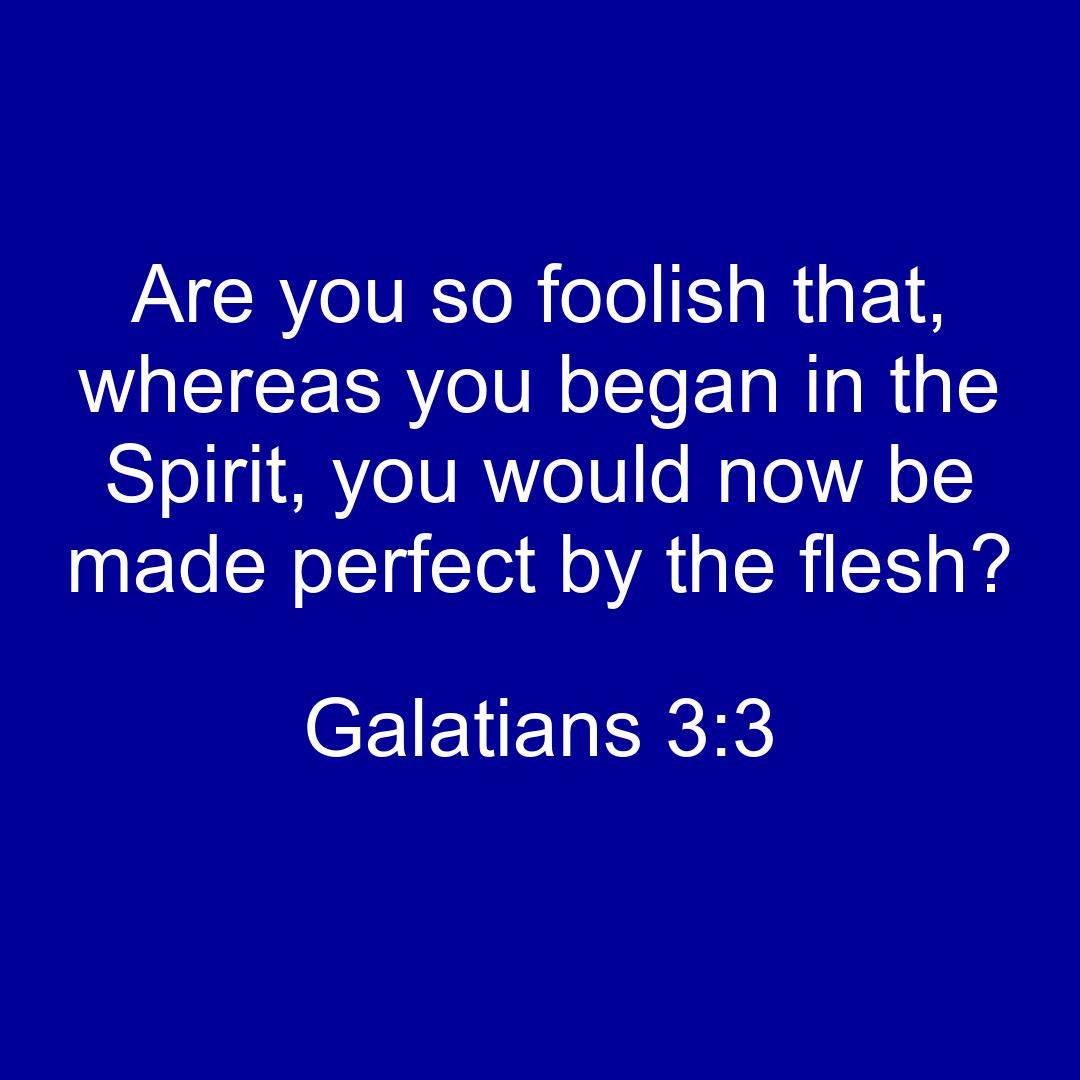 Are you so foolish that,
whereas you began in the
Spirit, you would now be
made perfect by the flesh?
Galatians 3:3